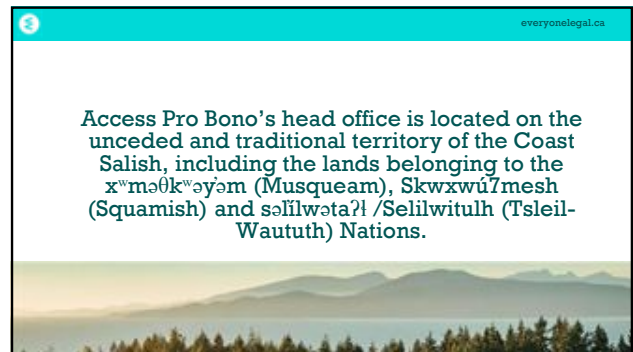 everyonelegal.ca
Access Pro Bono’s head office is located on the
unceded and traditional territory of the Coast
Salish, including the lands belonging to the
xʷməθkʷəy̓əm (Musqueam), Skwxwú7mesh
(Squamish) and səl̓ílwətaʔɬ /Selilwitulh (Tsleil-
Waututh) Nations.